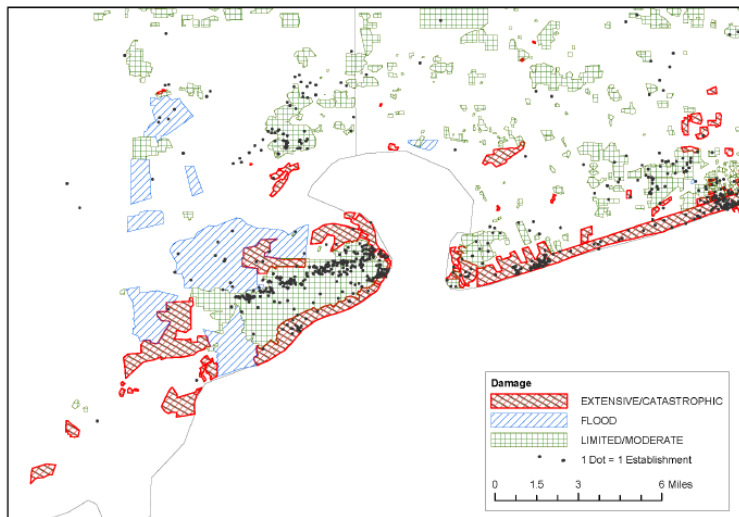 Damage
EXTENSIVE/CATASTROPHIC
FLOOD
LIMITED/MODERATE
1 Dot = 1 Establishment
0 1.5 3 6 Miles